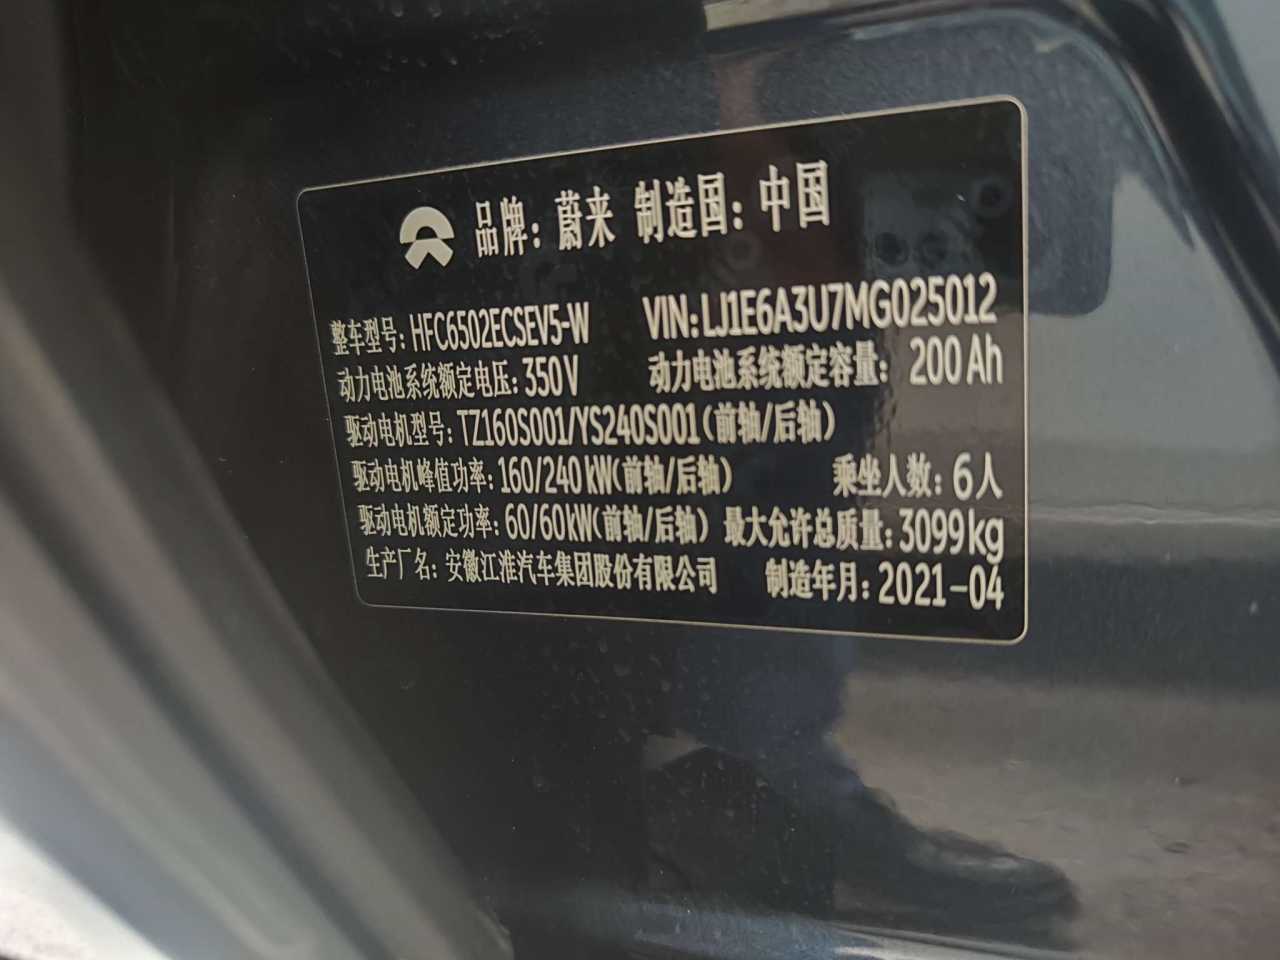 品牌：蔚来 制造国：中国
整车型号：HFC6502ECSEV5-W VIN:LJ1E6A3U7MG025012
动力电池系统额定电压：350V 动力电池系统额定容量：200Ah
驱动电机型号：TZ160S001/YS240S001（前轴/后轴）
驱动电机峰值功率：160/240kW（前轴/后轴） 乘坐人数：6人
驱动电机额定功率：60/60kW（前轴/后轴） 最大允许总质量：3099kg
生产厂名：安徽江淮汽车集团股份有限公司 制造年月：2021-04